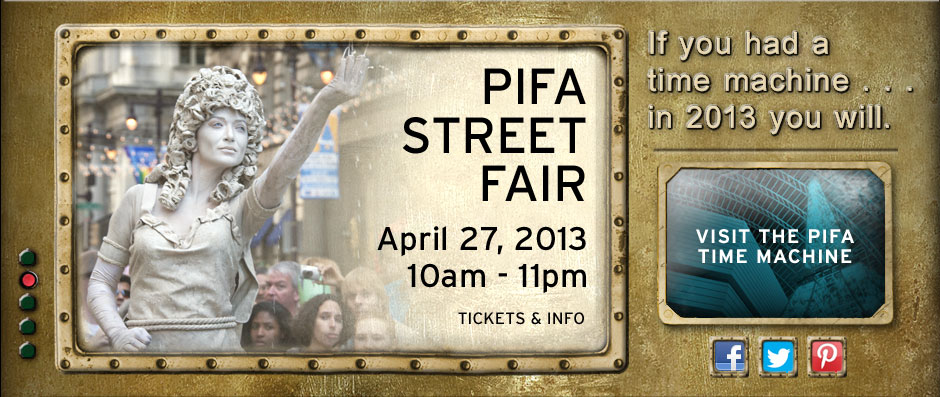 PIFA
STREET
FAIR
April 27, 2013
10am - 11pm
TICKETS & INFO
If you had a
time machine . . .
in 2013 you will.
VISIT THE PIFA
TIME MACHINE